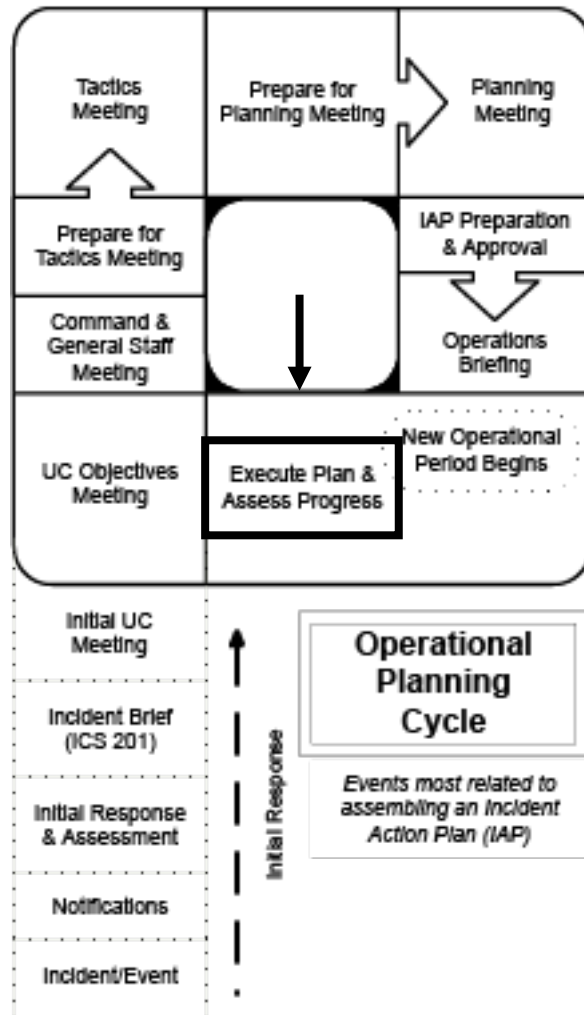 Tactics
Meeting
Prepare for
Planning Meeting
Planning
Meeting
Prepare for
Tactics Meeting
IAP Preparation
& Approval
Command &
General Staff
Meeting
Operations
Briefing
UC Objectives
Meeting
Execute Plan &
Assess Progress
New Operational
Period Begins
Initial UC
Meeting
Incident Brief
(ICS 201)
Initial Response
& Assessment
Notifications
Incident/Event
Initial Response
Operational
Planning
Cycle
Events most related to
assembling an Incident
Action Plan (IAP)